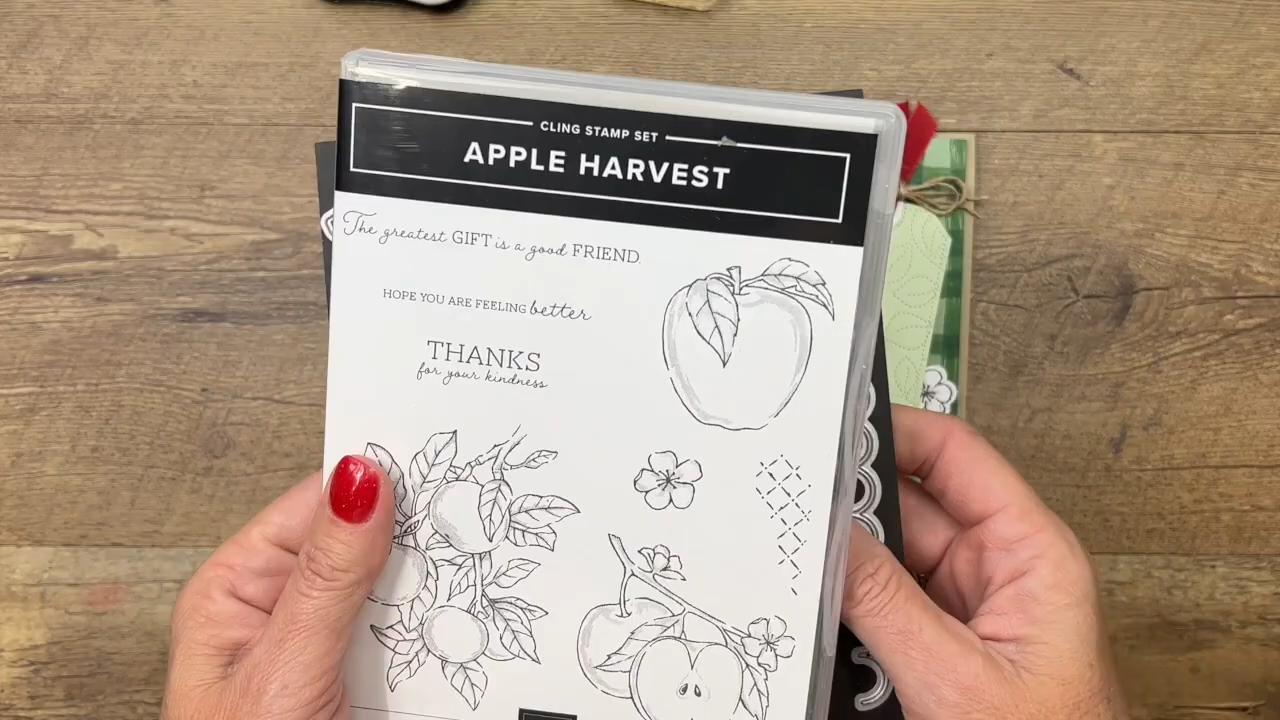 CLING STAMP SET
APPLE HARVEST
The greatest GIFT is a good FRIEND.
HOPE YOU ARE FEELING better
THANKS
for your kindness